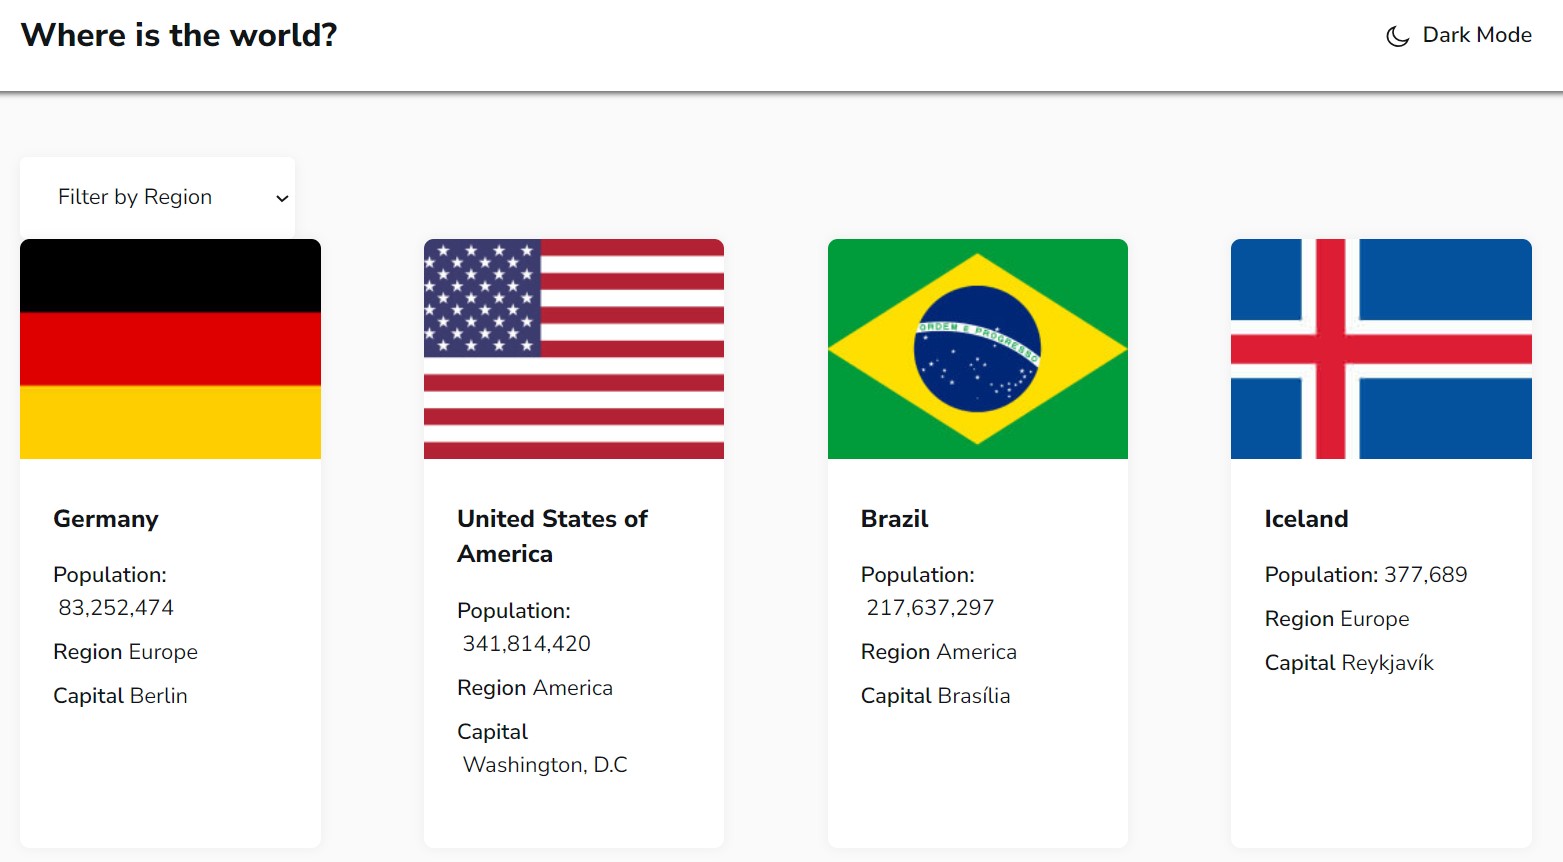 Where is the world?
Dark Mode
Filter by Region
ORDEM E PROGRESSO
Germany
Population:
83,252,474
Region Europe
Capital Berlin
United States of
America
Population:
341,814,420
Region America
Capital
Washington, D.C
Brazil
Population:
217,637,297
Region America
Capital Brasília
Iceland
Population: 377,689
Region Europe
Capital Reykjavík